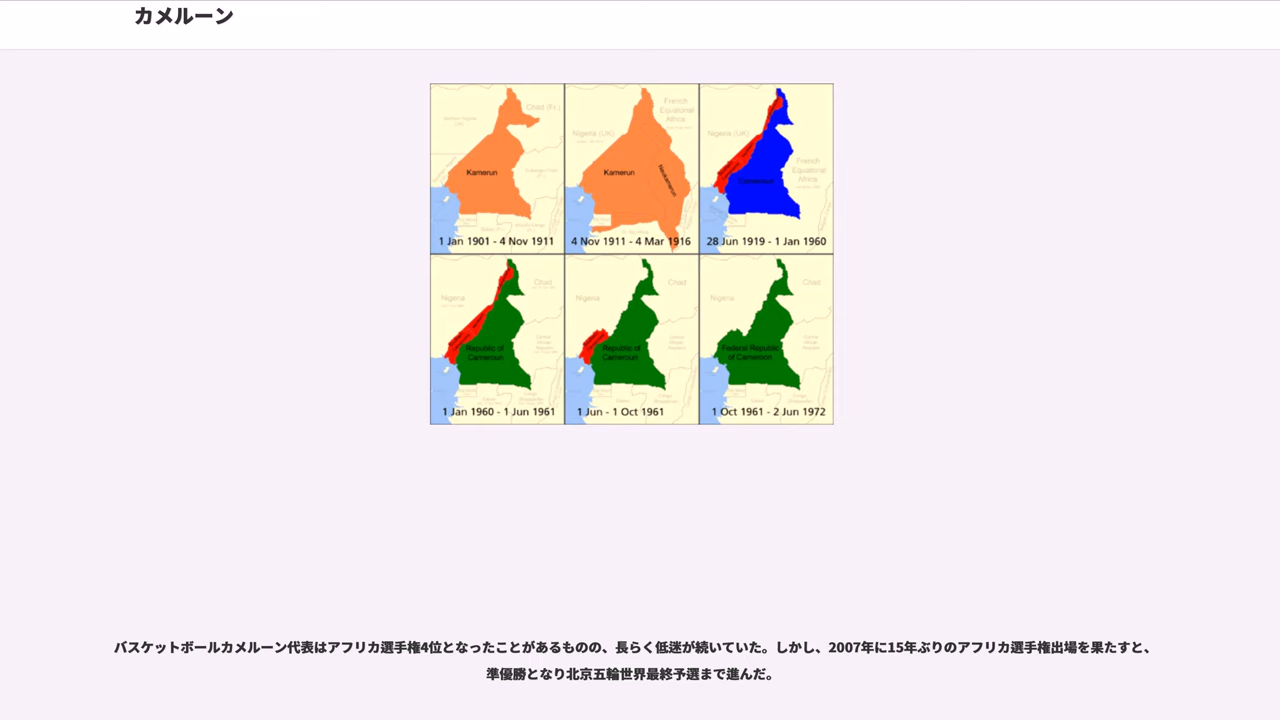 カメルーン
Chad (Fr.)
Kamerun
1 Jan 1901 - 4 Nov 1911
French
Equatorial
Africa
Nigeria (UK)
Kamerun
Neukamerun
4 Nov 1911 - 4 Mar 1916
Nigeria (UK)
French
Equatorial
Africa
Cameroun
28 Jun 1919 - 1 Jan 1960
Chad
Nigeria
Republic of
Cameroun
1 Jan 1960 - 1 Jun 1961
Chad
Nigeria
Republic of
Cameroun
1 Jun - 1 Oct 1961
Chad
Nigeria
Federal Republic
of Cameroon
1 Oct 1961 - 2 Jun 1972
バスケットボールカメルーン代表はアフリカ選手権4位となったことがあるものの、長らく低迷が続いていた。しかし、2007年に15年ぶりのアフリカ選手権出場を果たすと、
準優勝となり北京五輪世界最終予選まで進んだ。